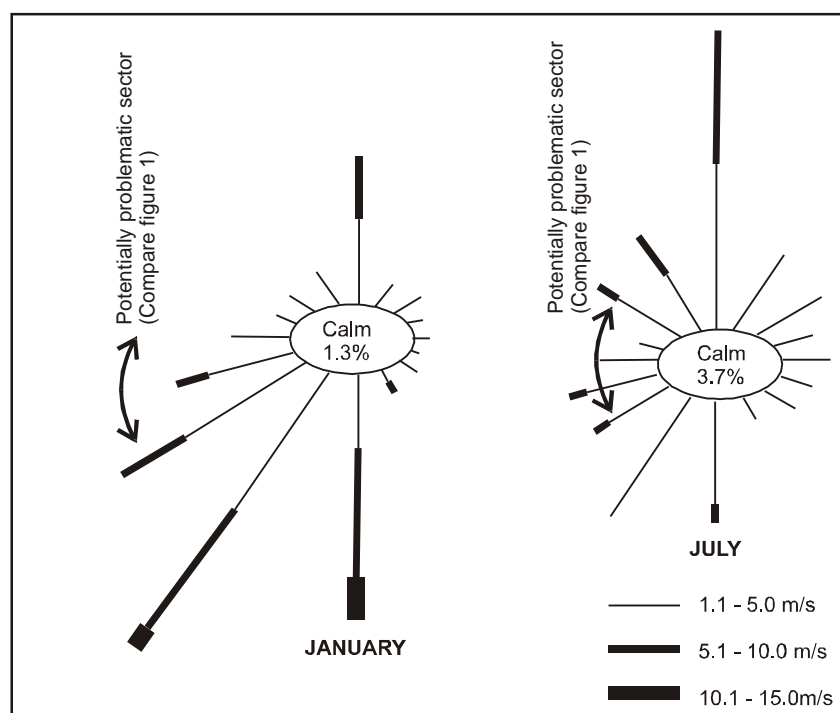 Potentially problematic sector
(Compare figure 1)
Calm
1.3%
JANUARY
Potentially problematic sector
(Compare figure 1)
Calm
3.7%
JULY
1.1 - 5.0 m/s
5.1 - 10.0 m/s
10.1 - 15.0m/s